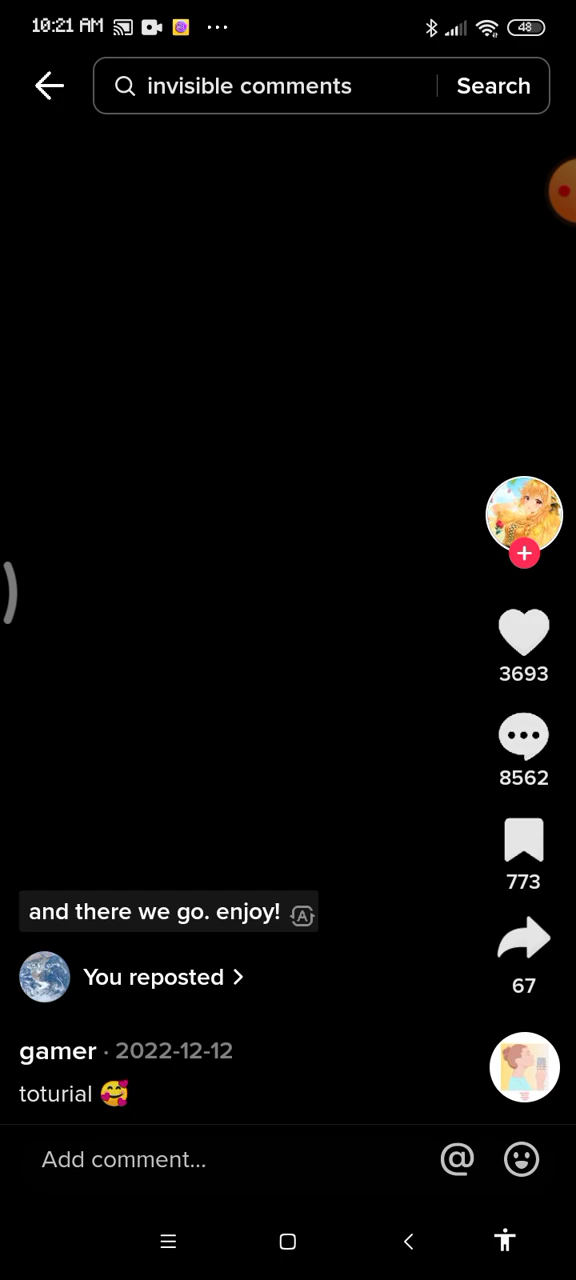 10:21 AM
48
invisible comments
Search
3693
8562
773
67
and there we go. enjoy!
You reposted
gamer · 2022-12-12
toturial 🥰
Add comment...